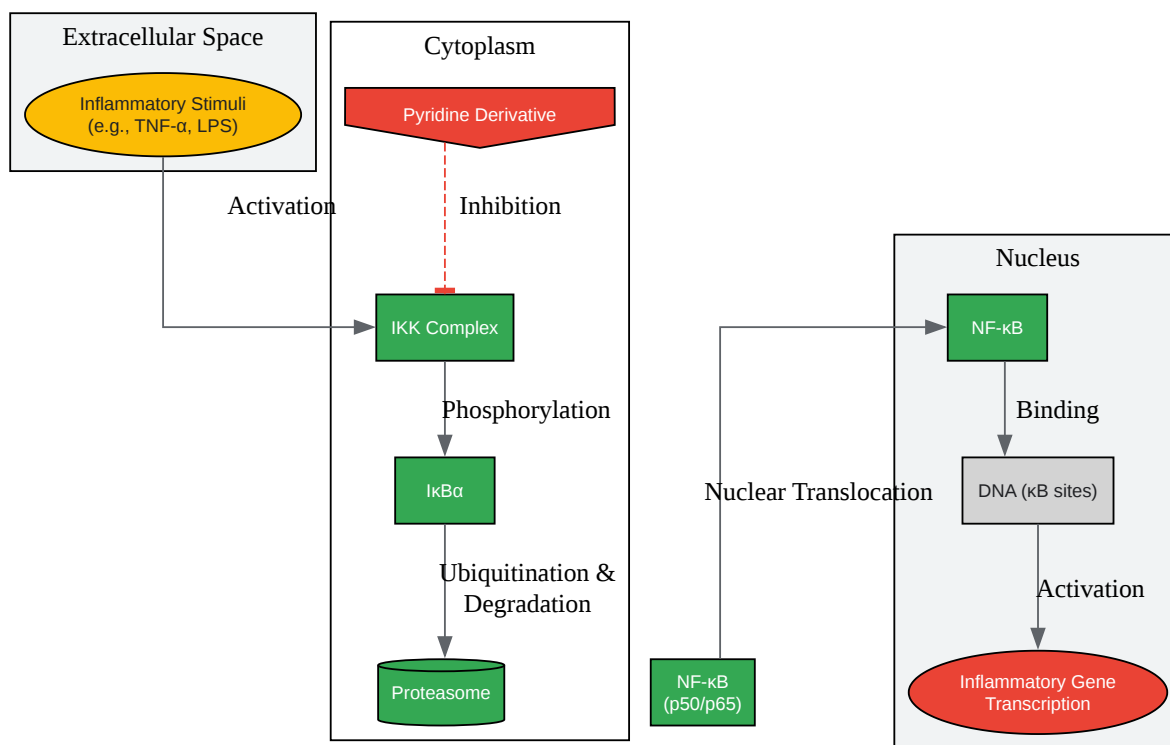 Extracellular Space
Inflammatory Stimuli
(e.g., TNF-α, LPS)
Activation
Cytoplasm
Pyridine Derivative
Inhibition
IKK Complex
Phosphorylation
IκBα
Ubiquitination &
Degradation
Proteasome
NF-κB
(p50/p65)
Nuclear Translocation
Nucleus
NF-κB
Binding
DNA (κB sites)
Activation
Inflammatory Gene
Transcription